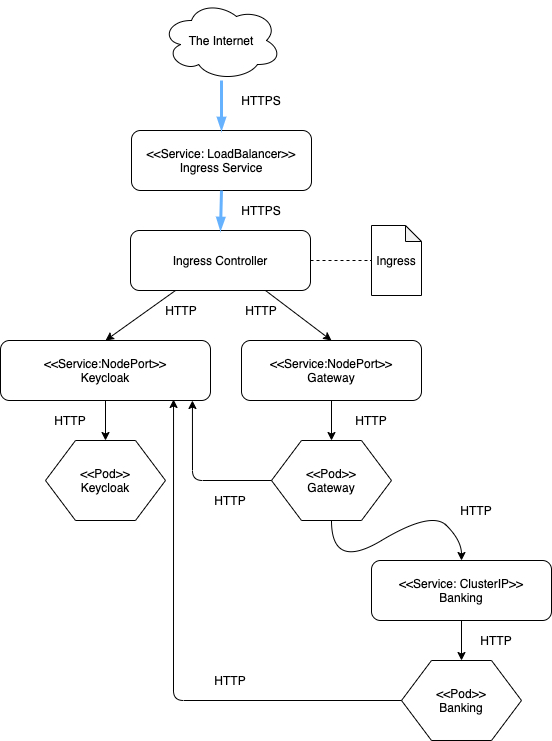 The Internet
HTTPS
<<Service: LoadBalancer>>
Ingress Service
HTTPS
Ingress Controller
Ingress
HTTP
HTTP
<<Service:NodePort>>
Keycloak
<<Service:NodePort>>
Gateway
HTTP
HTTP
<<Pod>>
Keycloak
<<Pod>>
Gateway
HTTP
HTTP
<<Service: ClusterIP>>
Banking
HTTP
HTTP
<<Pod>>
Banking